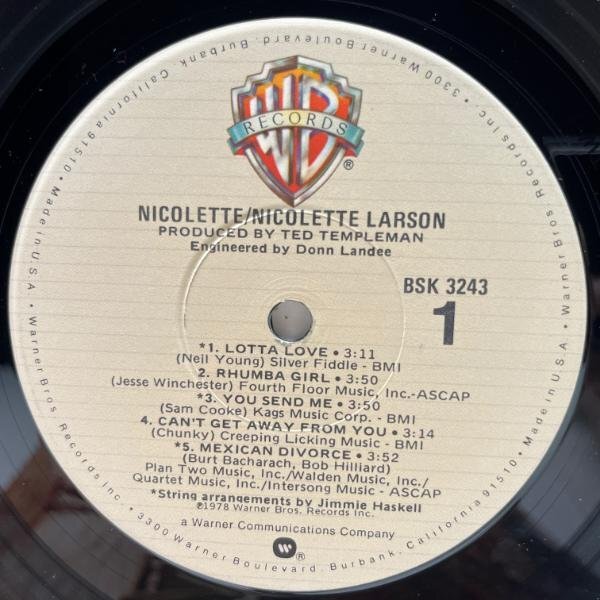 WB
RECORDS
®
NICOLETTE/NICOLETTE LARSON
PRODUCED BY TED TEMPLEMAN
Engineered by Donn Landee
BSK 3243
1
*1. LOTTA LOVE • 3:11
(Neil Young) Silver Fiddle - BMI
2. RHUMBA GIRL • 3:50
(Jesse Winchester) Fourth Floor Music, Inc.-ASCAP
*3. YOU SEND ME • 3:50
(Sam Cooke) Kags Music Corp. - BMI
4. CAN'T GET AWAY FROM YOU • 3:14
(Chunky) Creeping Licking Music - BMI
*5. MEXICAN DIVORCE • 3:52
(Burt Bacharach, Bob Hilliard)
Plan Two Music, Inc./Walden Music, Inc./
Quartet Music, Inc./Intersong Music - ASCAP
*String arrangements by Jimmie Haskell
℗1978 Warner Bros. Records Inc.
a Warner Communications Company
W
®
Warner Bros. Records Inc. • 3300 Warner Boulevard, Burbank, California 91510 • Made in U.S.A. • Warner Bros. Records Inc. • 3300 Warner Boulevard, Burbank, California 91510 • Made in U.S.A. •